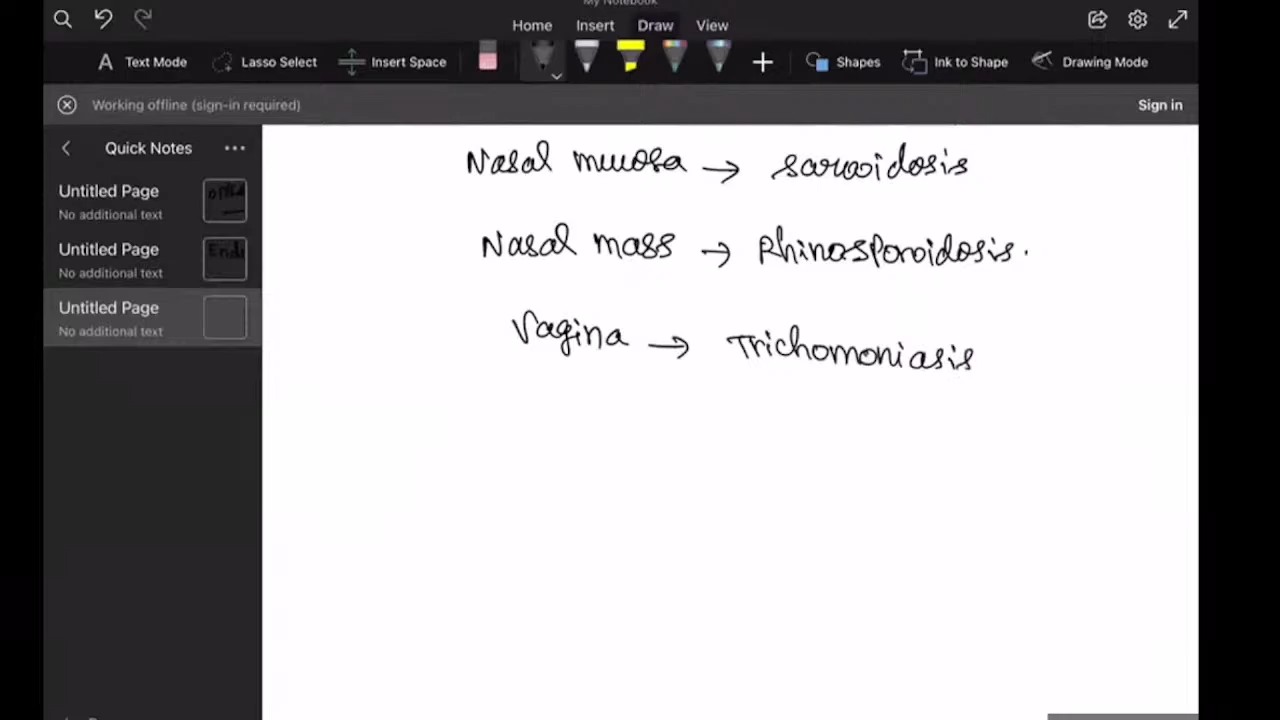 My Notebook
Home Insert Draw View
Text Mode Lasso Select Insert Space Shapes Ink to Shape Drawing Mode
Working offline (sign-in required) Sign in
Quick Notes
Untitled Page
No additional text
Untitled Page
No additional text
Untitled Page
No additional text
Nasal mucosa → sarcoidosis
Nasal mass → Rhinosporoidosis.
Vagina → Trichomoniasis